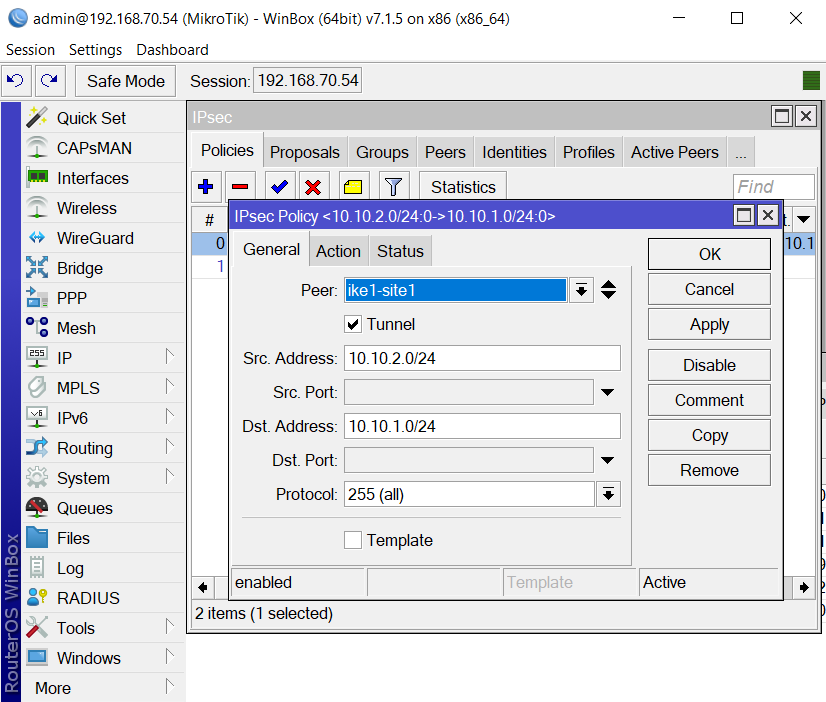 admin@192.168.70.54 (MikroTik) - WinBox (64bit) v7.1.5 on x86 (x86_64)
Session Settings Dashboard
Safe Mode Session: 192.168.70.54
Quick Set
CAPsMAN
Interfaces
Wireless
WireGuard
Bridge
PPP
Mesh
IP
MPLS
IPv6
Routing
System
Queues
Files
Log
RADIUS
Tools
Windows
More
RouterOS WinBox
IPsec
Policies Proposals Groups Peers Identities Profiles Active Peers ...
Statistics Find
#
0 10.1
1
IPsec Policy <10.10.2.0/24:0->10.10.1.0/24:0>
General Action Status
Peer: ike1-site1
Tunnel
Src. Address: 10.10.2.0/24
Src. Port:
Dst. Address: 10.10.1.0/24
Dst. Port:
Protocol: 255 (all)
Template
OK
Cancel
Apply
Disable
Comment
Copy
Remove
enabled Template Active
2 items (1 selected)